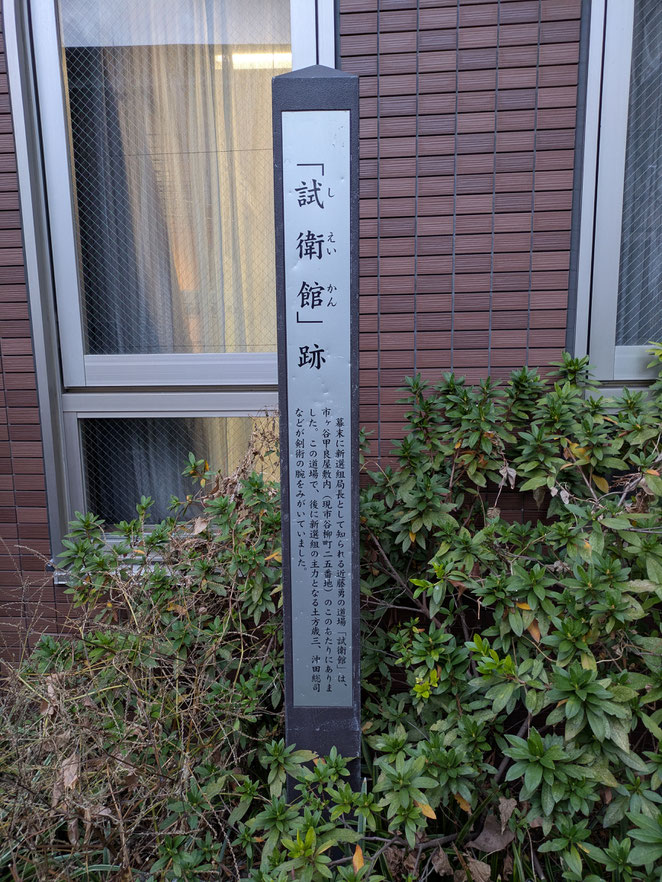 「試衛館」跡
しえいかん
幕末に新選組局長として知られる近藤勇の道場「試衛館」は、
市ヶ谷甲良屋敷内（現市谷柳町二五番地）のこのあたりにありま
した。この道場で、後に新選組の主力となる土方歳三、沖田総司
などが剣術の腕をみがいていました。